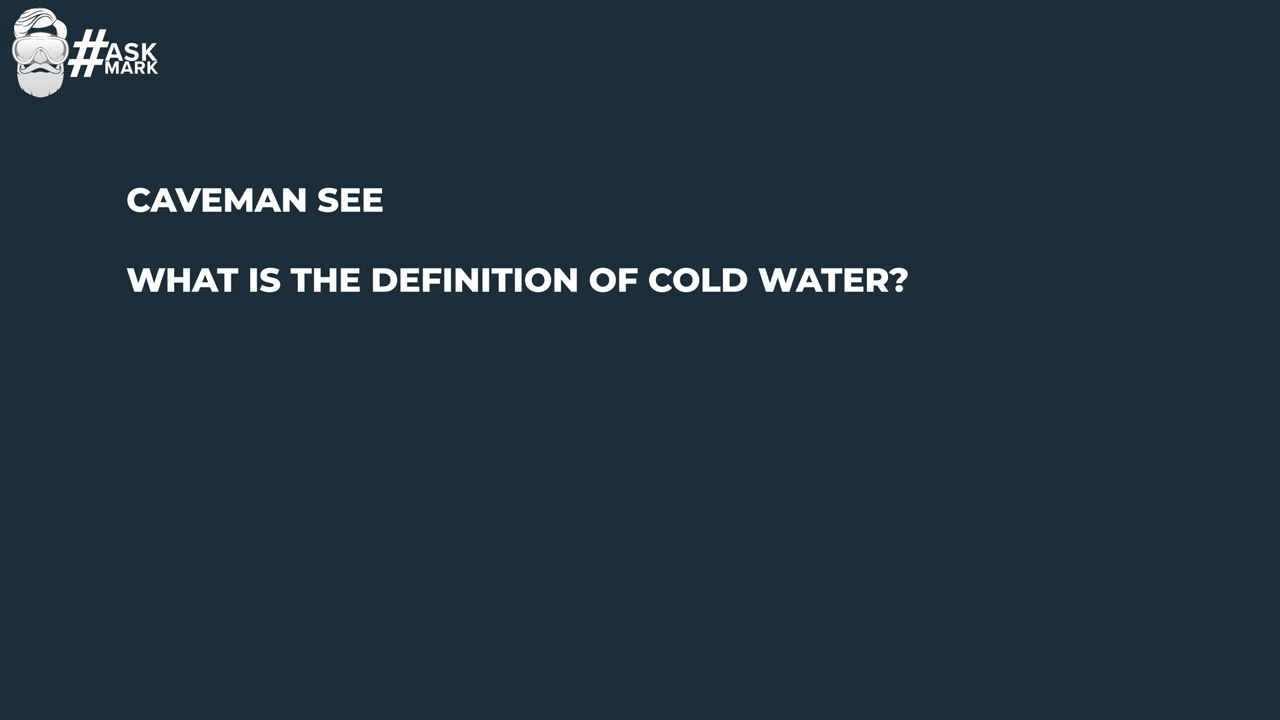 #ASK
MARK
CAVEMAN SEE
WHAT IS THE DEFINITION OF COLD WATER?